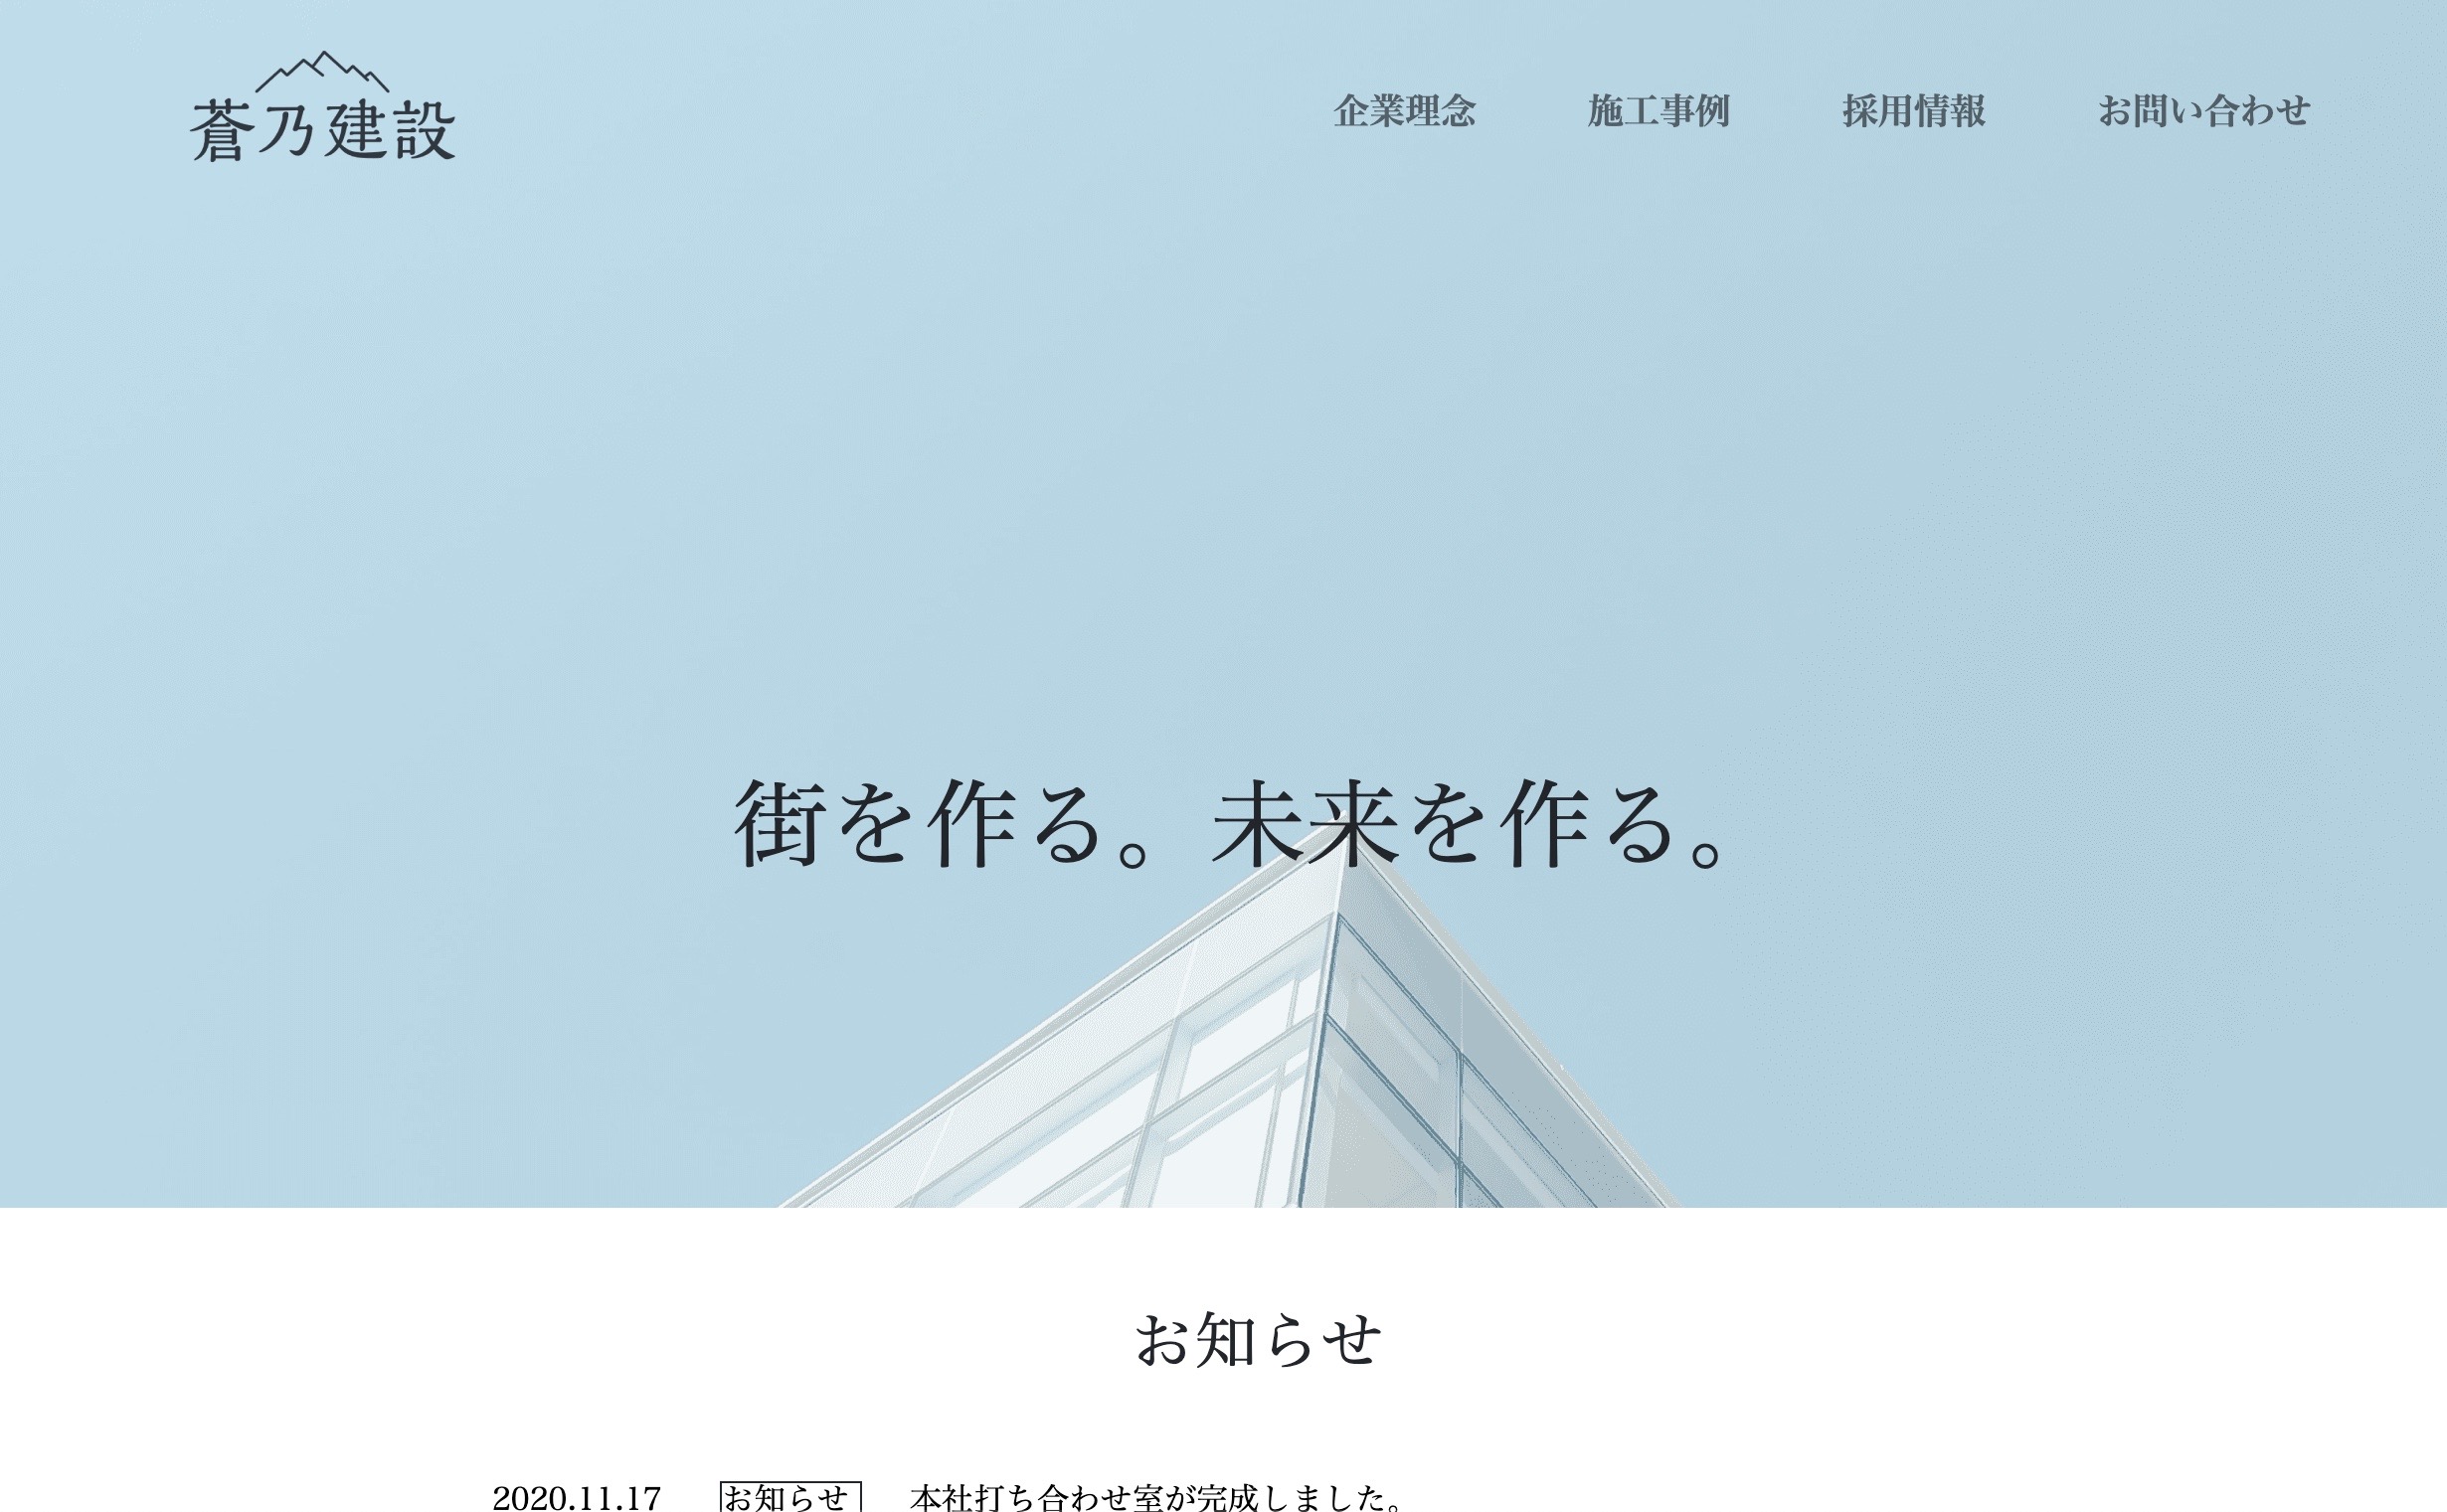 蒼乃建設
企業理念 施工事例 採用情報 お問い合わせ
街を作る。未来を作る。
お知らせ
2020.11.17 お知らせ 本社打ち合わせ室が完成しました。